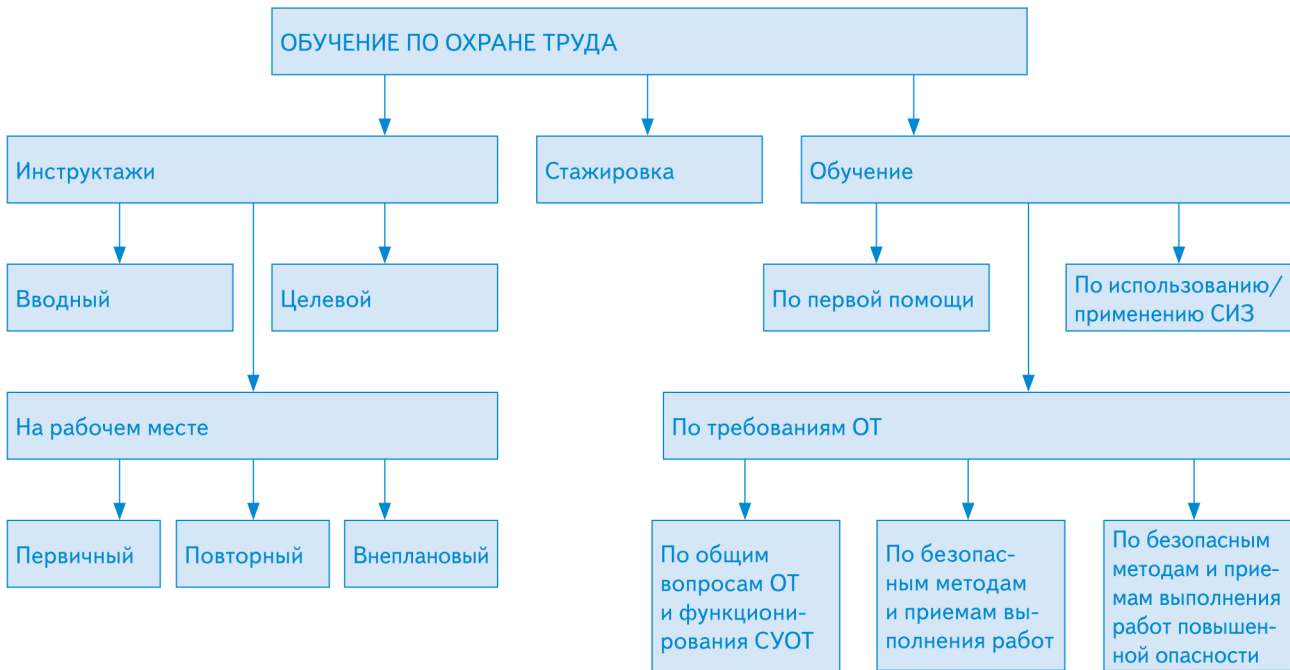 ОБУЧЕНИЕ ПО ОХРАНЕ ТРУДА
Инструктажи
Стажировка
Обучение
Вводный
Целевой
По первой помощи
По использованию/
применению СИЗ
На рабочем месте
По требованиям ОТ
Первичный
Повторный
Внеплановый
По общим
вопросам ОТ
и функциони-
рования СУОТ
По безопас-
ным методам
и приемам вы-
полнения работ
По безопасным
методам и прие-
мам выполнения
работ повышен-
ной опасности